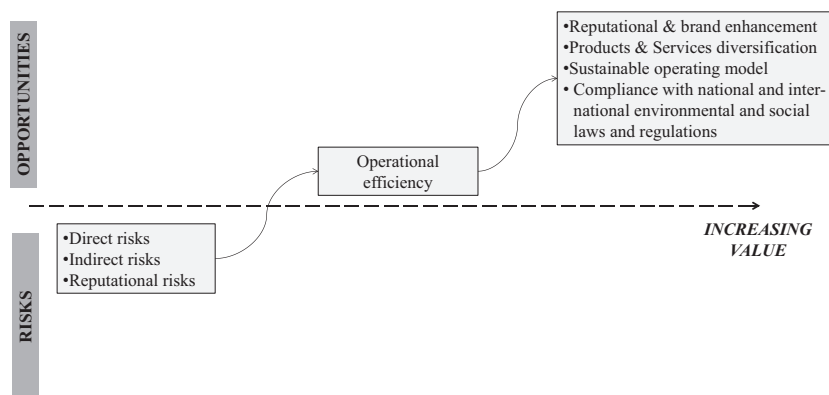 OPPORTUNITIES
•Reputational & brand enhancement
•Products & Services diversification
•Sustainable operating model
• Compliance with national and inter-
national environmental and social
laws and regulations
Operational
efficiency
INCREASING
VALUE
RISKS
•Direct risks
•Indirect risks
•Reputational risks